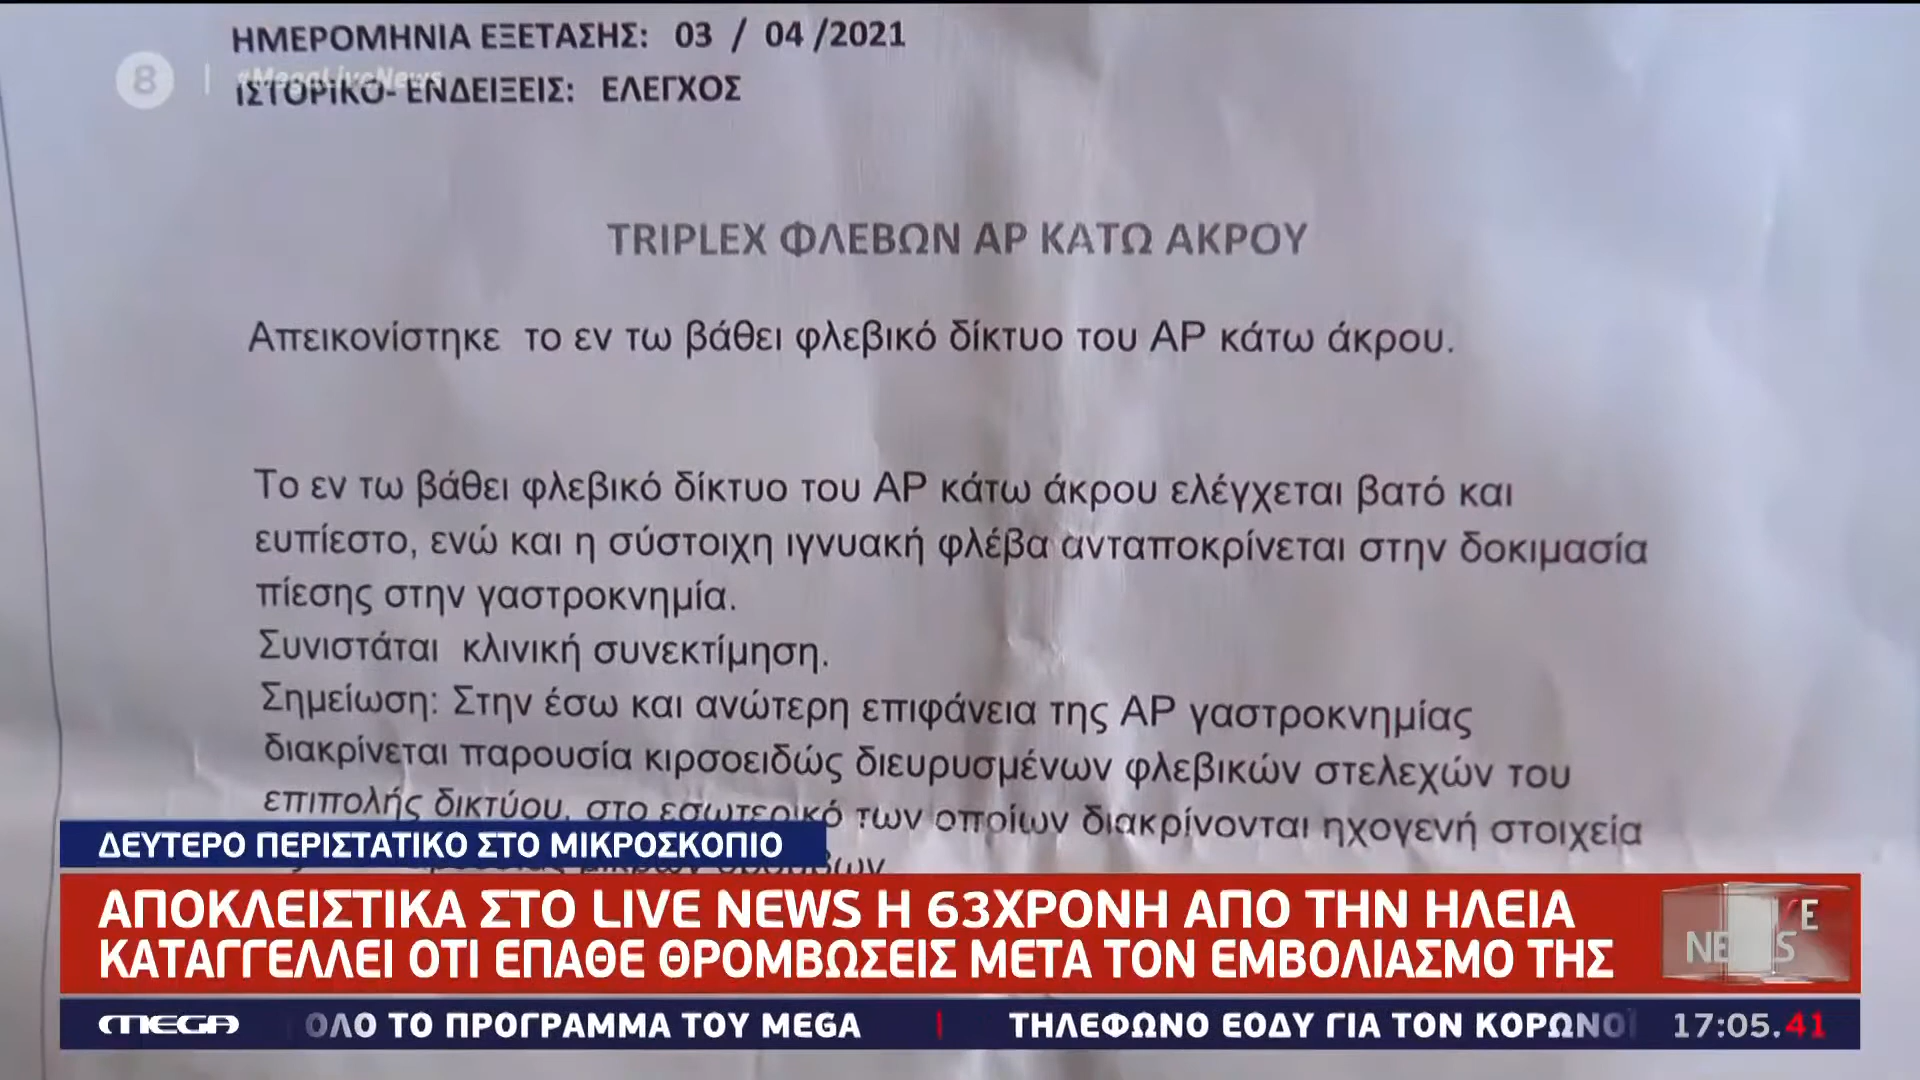 ΗΜΕΡΟΜΗΝΙΑ ΕΞΕΤΑΣΗΣ: 03 / 04 /2021
8 | #MegaLiveNews
ΙΣΤΟΡΙΚΟ- ΕΝΔΕΙΞΕΙΣ: ΕΛΕΓΧΟΣ
TRIPLEX ΦΛΕΒΩΝ ΑΡ ΚΑΤΩ ΑΚΡΟΥ
Απεικονίστηκε το εν τω βάθει φλεβικό δίκτυο του ΑΡ κάτω άκρου.
Το εν τω βάθει φλεβικό δίκτυο του ΑΡ κάτω άκρου ελέγχεται βατό και
ευπίεστο, ενώ και η σύστοιχη ιγνυακή φλέβα ανταποκρίνεται στην δοκιμασία
πίεσης στην γαστροκνημία.
Συνιστάται κλινική συνεκτίμηση.
Σημείωση: Στην έσω και ανώτερη επιφάνεια της ΑΡ γαστροκνημίας
διακρίνεται παρουσία κιρσοειδώς διευρυσμένων φλεβικών στελεχών του
επιπολής δικτύου, στο εσωτερικό των οποίων διακρίνονται ηχογενή στοιχεία
ΔΕΥΤΕΡΟ ΠΕΡΙΣΤΑΤΙΚΟ ΣΤΟ ΜΙΚΡΟΣΚΟΠΙΟ
ΑΠΟΚΛΕΙΣΤΙΚΑ ΣΤΟ LIVE NEWS Η 63ΧΡΟΝΗ ΑΠΟ ΤΗΝ ΗΛΕΙΑ
ΚΑΤΑΓΓΕΛΛΕΙ ΟΤΙ ΕΠΑΘΕ ΘΡΟΜΒΩΣΕΙΣ ΜΕΤΑ ΤΟΝ ΕΜΒΟΛΙΑΣΜΟ ΤΗΣ
MEGA ΟΛΟ ΤΟ ΠΡΟΓΡΑΜΜΑ ΤΟΥ MEGA | ΤΗΛΕΦΩΝΟ ΕΟΔΥ ΓΙΑ ΤΟΝ ΚΟΡΩΝΟ 17:05.41